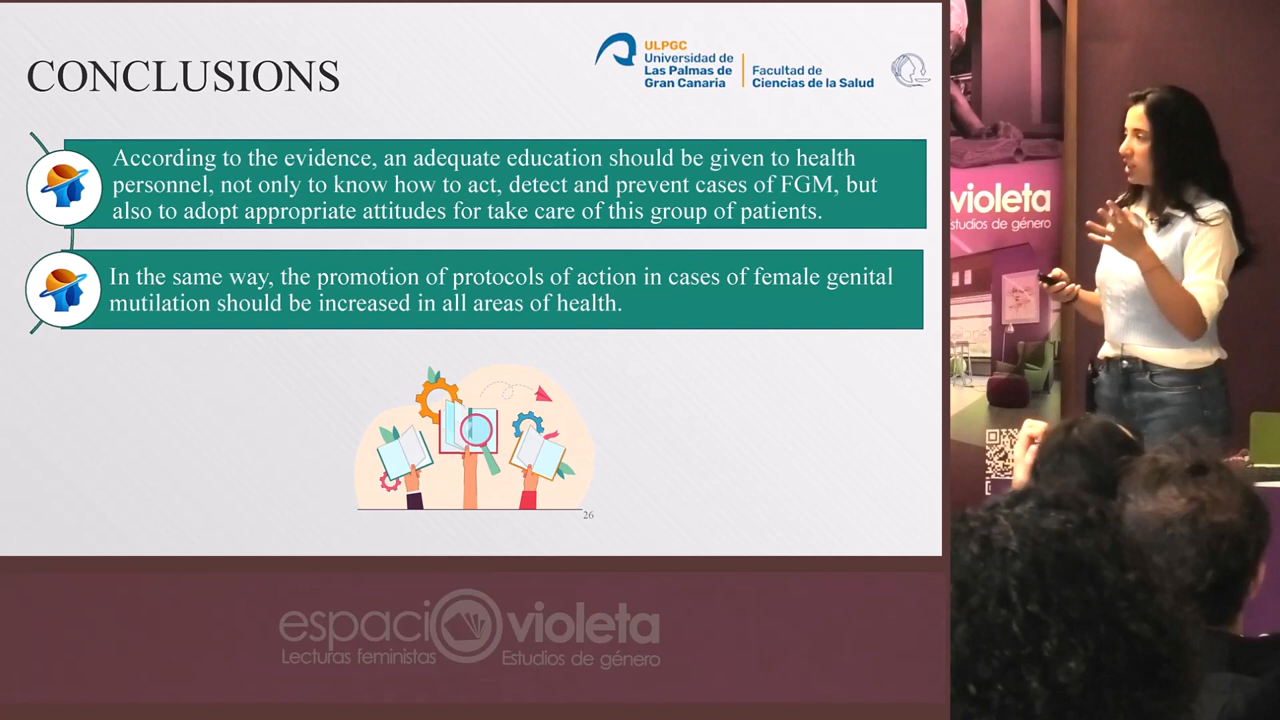 CONCLUSIONS
ULPGC
Universidad de
Las Palmas de
Gran Canaria
Facultad de
Ciencias de la Salud
According to the evidence, an adequate education should be given to health
personnel, not only to know how to act, detect and prevent cases of FGM, but
also to adopt appropriate attitudes for take care of this group of patients.
In the same way, the promotion of protocols of action in cases of female genital
mutilation should be increased in all areas of health.
26
violeta
studios de género
espacio violeta
Lecturas feministas Estudios de género